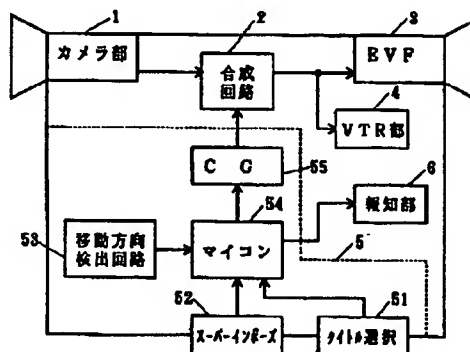 1
2
3
カメラ部
合成
回路
EVF
4
VTR部
CG
55
6
報知部
54
53
移動方向
検出回路
マイコン
5
52
51
スーパーインポーズ
タイトル選択